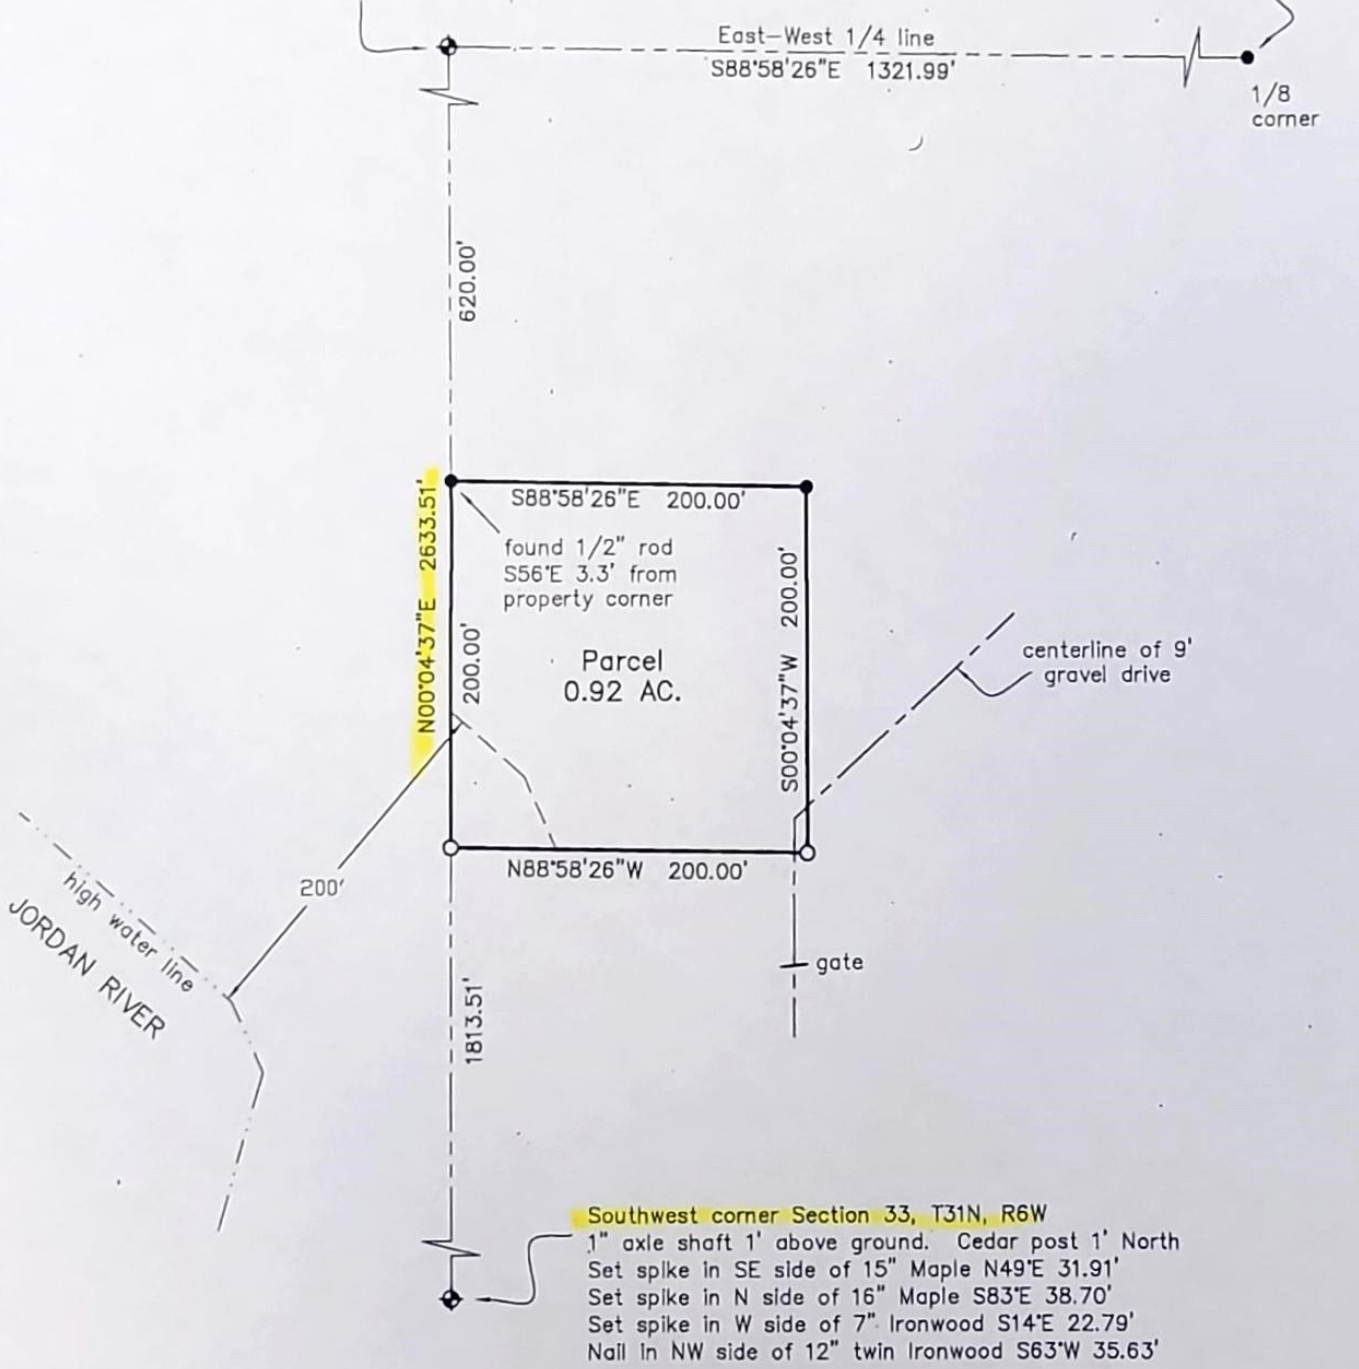 East-West 1/4 line
S88°58'26"E 1321.99'
1/8
corner
620.00'
N00°04'37"E 2633.51'
S88°58'26"E 200.00'
found 1/2" rod
S56°E 3.3' from
property corner
200.00'
Parcel
0.92 AC.
S00°04'37"W 200.00'
centerline of 9'
gravel drive
N88°58'26"W 200.00'
200'
high water line
JORDAN RIVER
gate
1813.51'
Southwest corner Section 33, T31N, R6W
1" axle shaft 1' above ground. Cedar post 1' North
Set spike in SE side of 15" Maple N49°E 31.91'
Set spike in N side of 16" Maple S83°E 38.70'
Set spike in W side of 7" Ironwood S14°E 22.79'
Nail in NW side of 12" twin Ironwood S63°W 35.63'